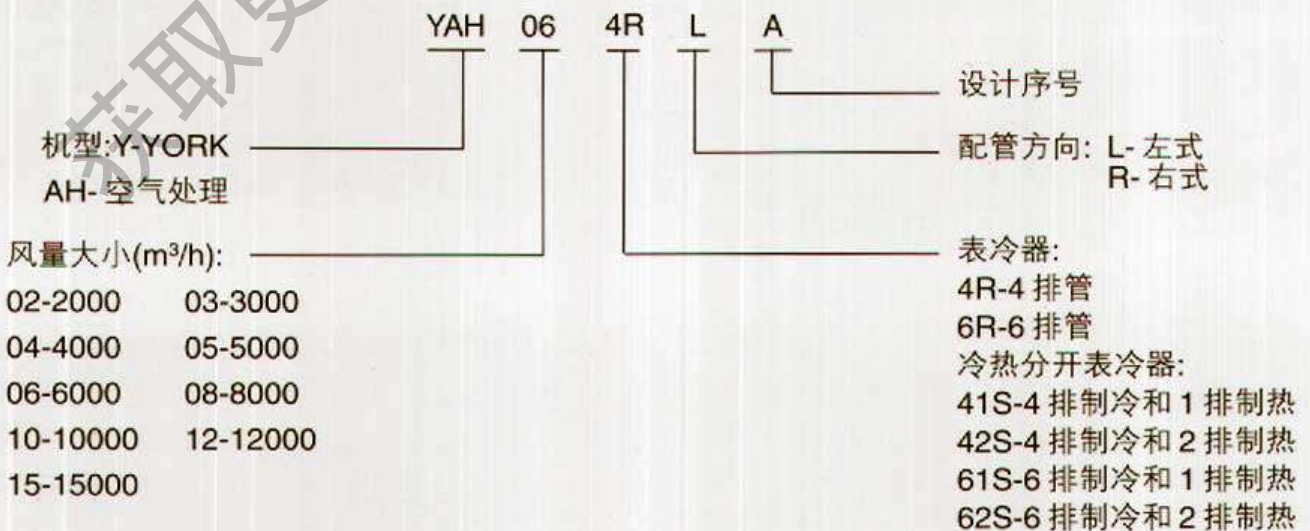 YAH 06 4R L A
设计序号
机型:Y-YORK
AH-空气处理
配管方向: L-左式
R-右式
风量大小(m³/h):
02-2000 03-3000
04-4000 05-5000
06-6000 08-8000
10-10000 12-12000
15-15000
表冷器:
4R-4 排管
6R-6 排管
冷热分开表冷器:
41S-4 排制冷和 1 排制热
42S-4 排制冷和 2 排制热
61S-6 排制冷和 1 排制热
62S-6 排制冷和 2 排制热
获取